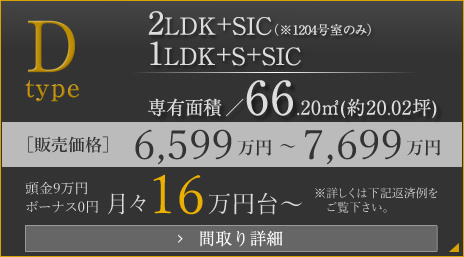 D
type
2LDK+SIC（※1204号室のみ）
1LDK+S+SIC
専有面積／66.20㎡(約20.02坪)
［販売価格］ 6,599万円 ～ 7,699万円
頭金9万円
ボーナス0円
月々16万円台～
※詳しくは下記返済例を
ご覧下さい。
› 間取り詳細